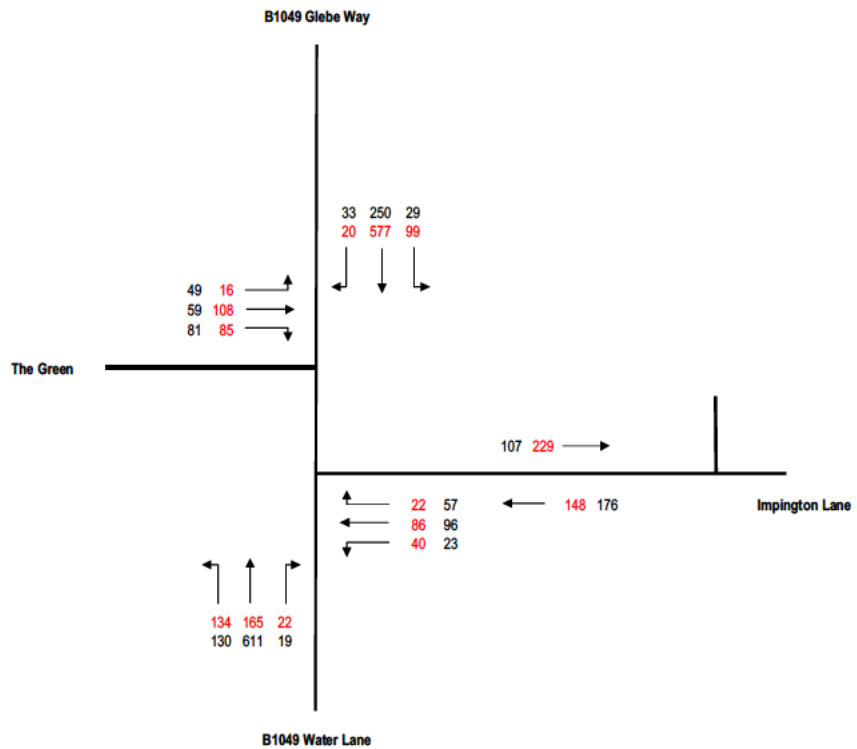 B1049 Glebe Way
33 250 29
20 577 99
49 16
59 108
81 85
The Green
107 229
22 57
148 176
Impington Lane
86 96
40 23
134 165 22
130 611 19
B1049 Water Lane